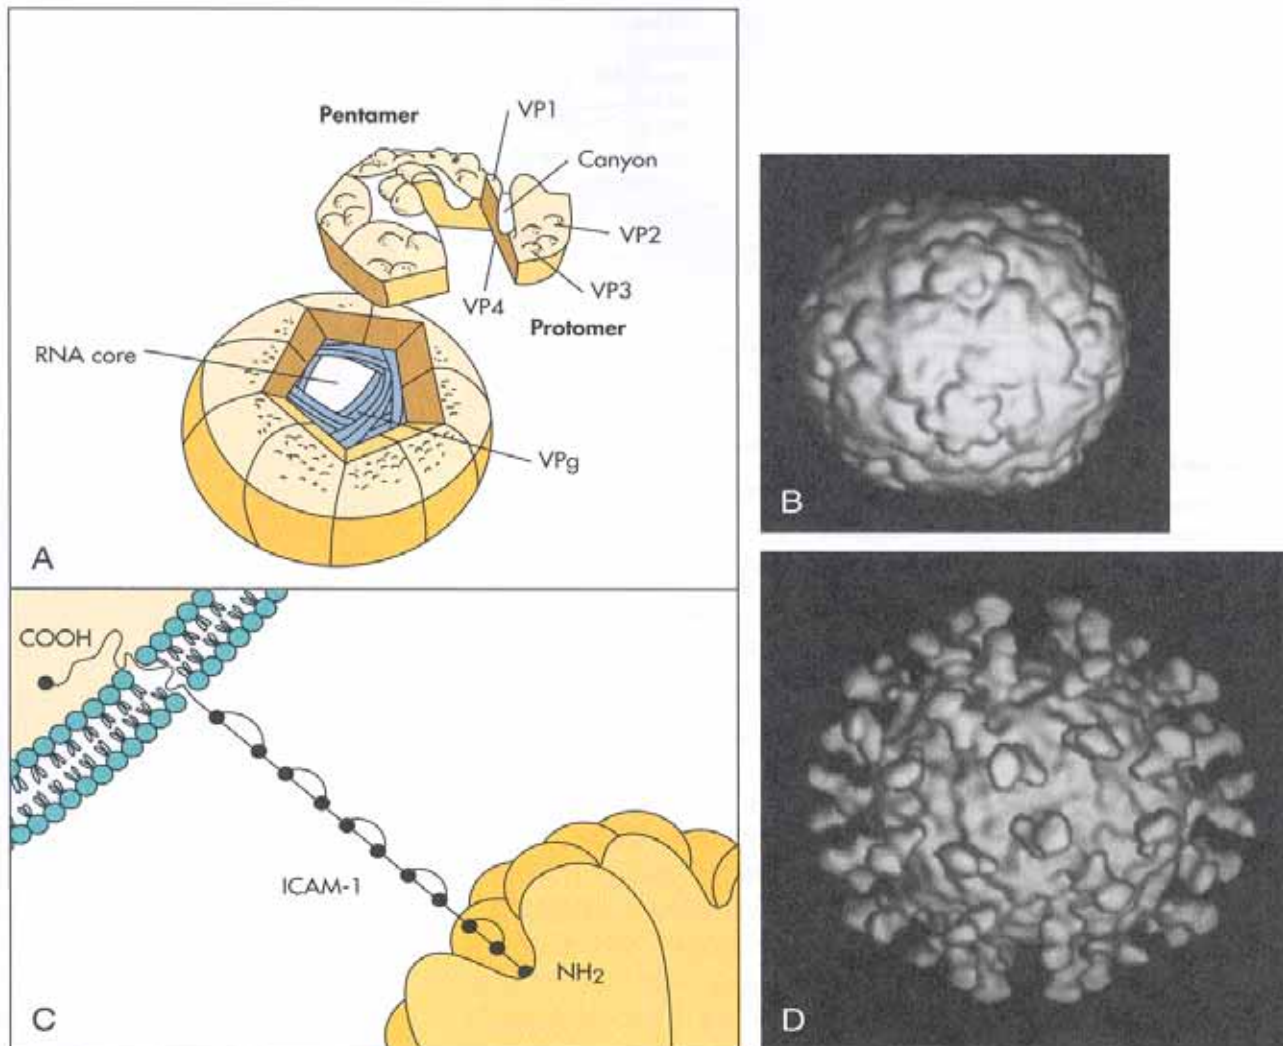 Pentamer
VP1
Canyon
VP2
VP3
VP4
Protomer
RNA core
VPg
A
B
COOH
ICAM-1
NH2
C
D